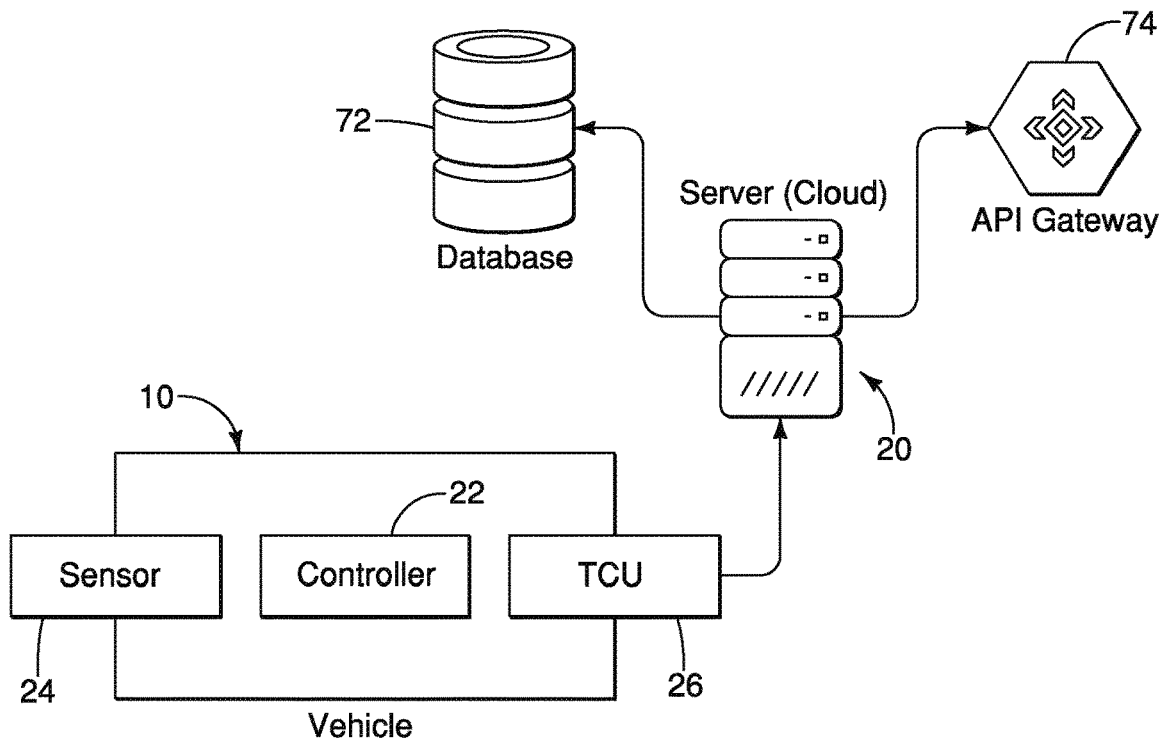 74
72
Server (Cloud)
API Gateway
Database
10
20
22
Sensor
Controller
TCU
24
26
Vehicle